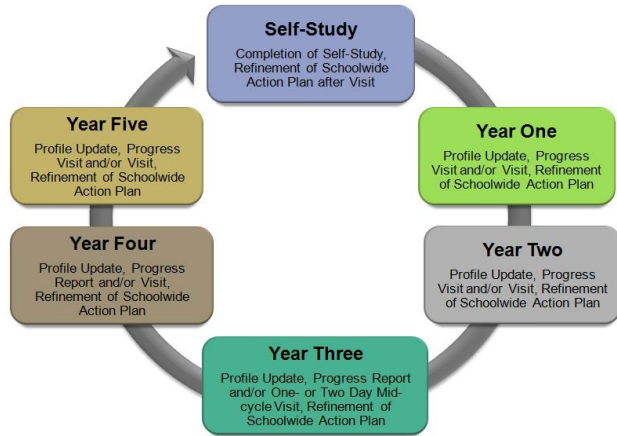 Self-Study
Completion of Self-Study,
Refinement of Schoolwide
Action Plan after Visit
Year One
Profile Update, Progress
Visit and/or Visit, Refinement
of Schoolwide Action Plan
Year Two
Profile Update, Progress
Visit and/or Visit, Refinement
of Schoolwide Action Plan
Year Three
Profile Update, Progress Report
and/or One- or Two Day Mid-
cycle Visit, Refinement of
Schoolwide Action Plan
Year Four
Profile Update, Progress
Report and/or Visit,
Refinement of Schoolwide
Action Plan
Year Five
Profile Update, Progress
Visit and/or Visit,
Refinement of Schoolwide
Action Plan